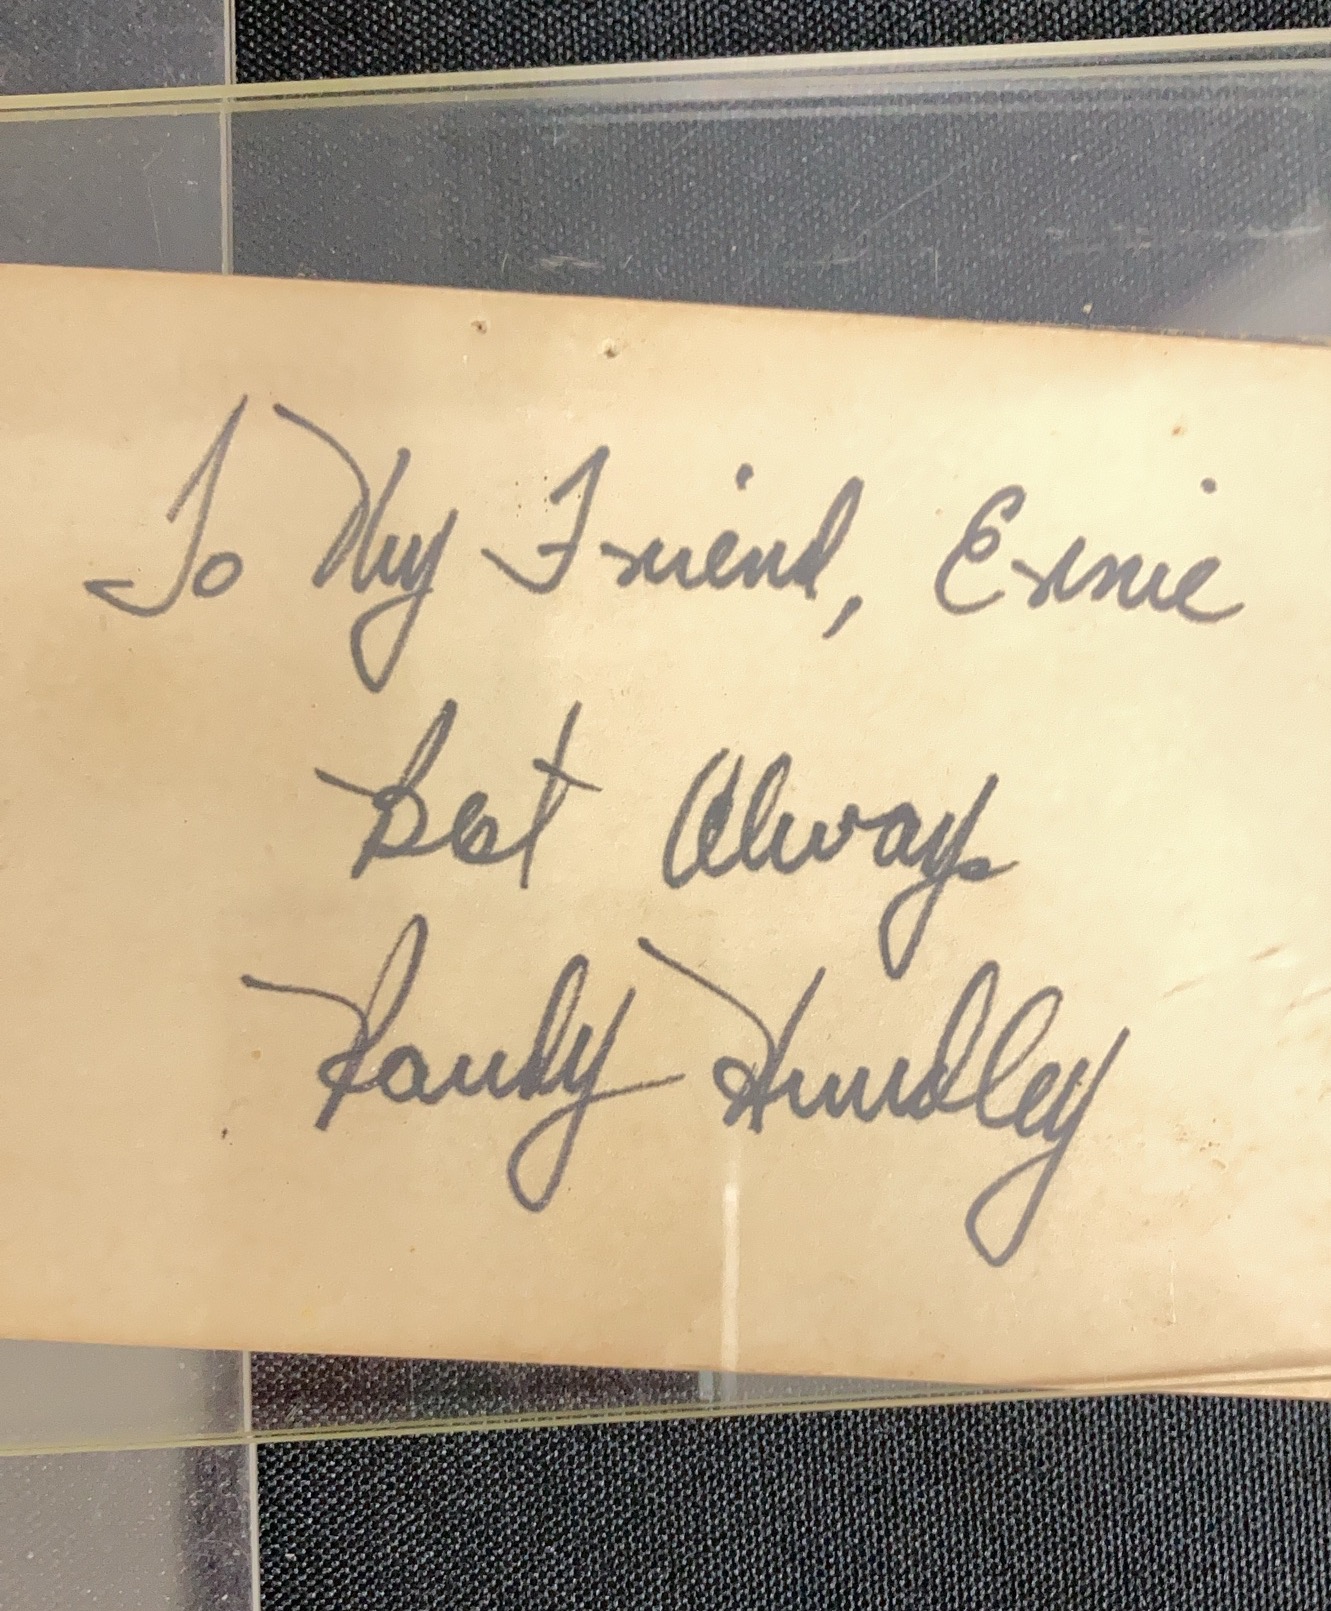 To My Friend, Ernie
Best Always
Randy Hundley